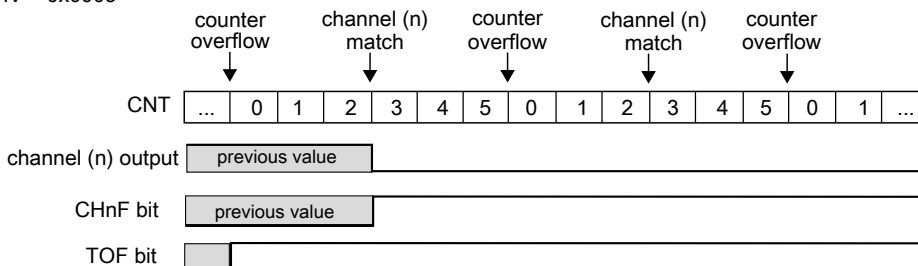 counter overflow
channel (n) match
counter overflow
channel (n) match
counter overflow
CNT ... 0 1 2 3 4 5 0 1 2 3 4 5 0 1 ...
channel (n) output previous value
CHnF bit previous value
TOF bit